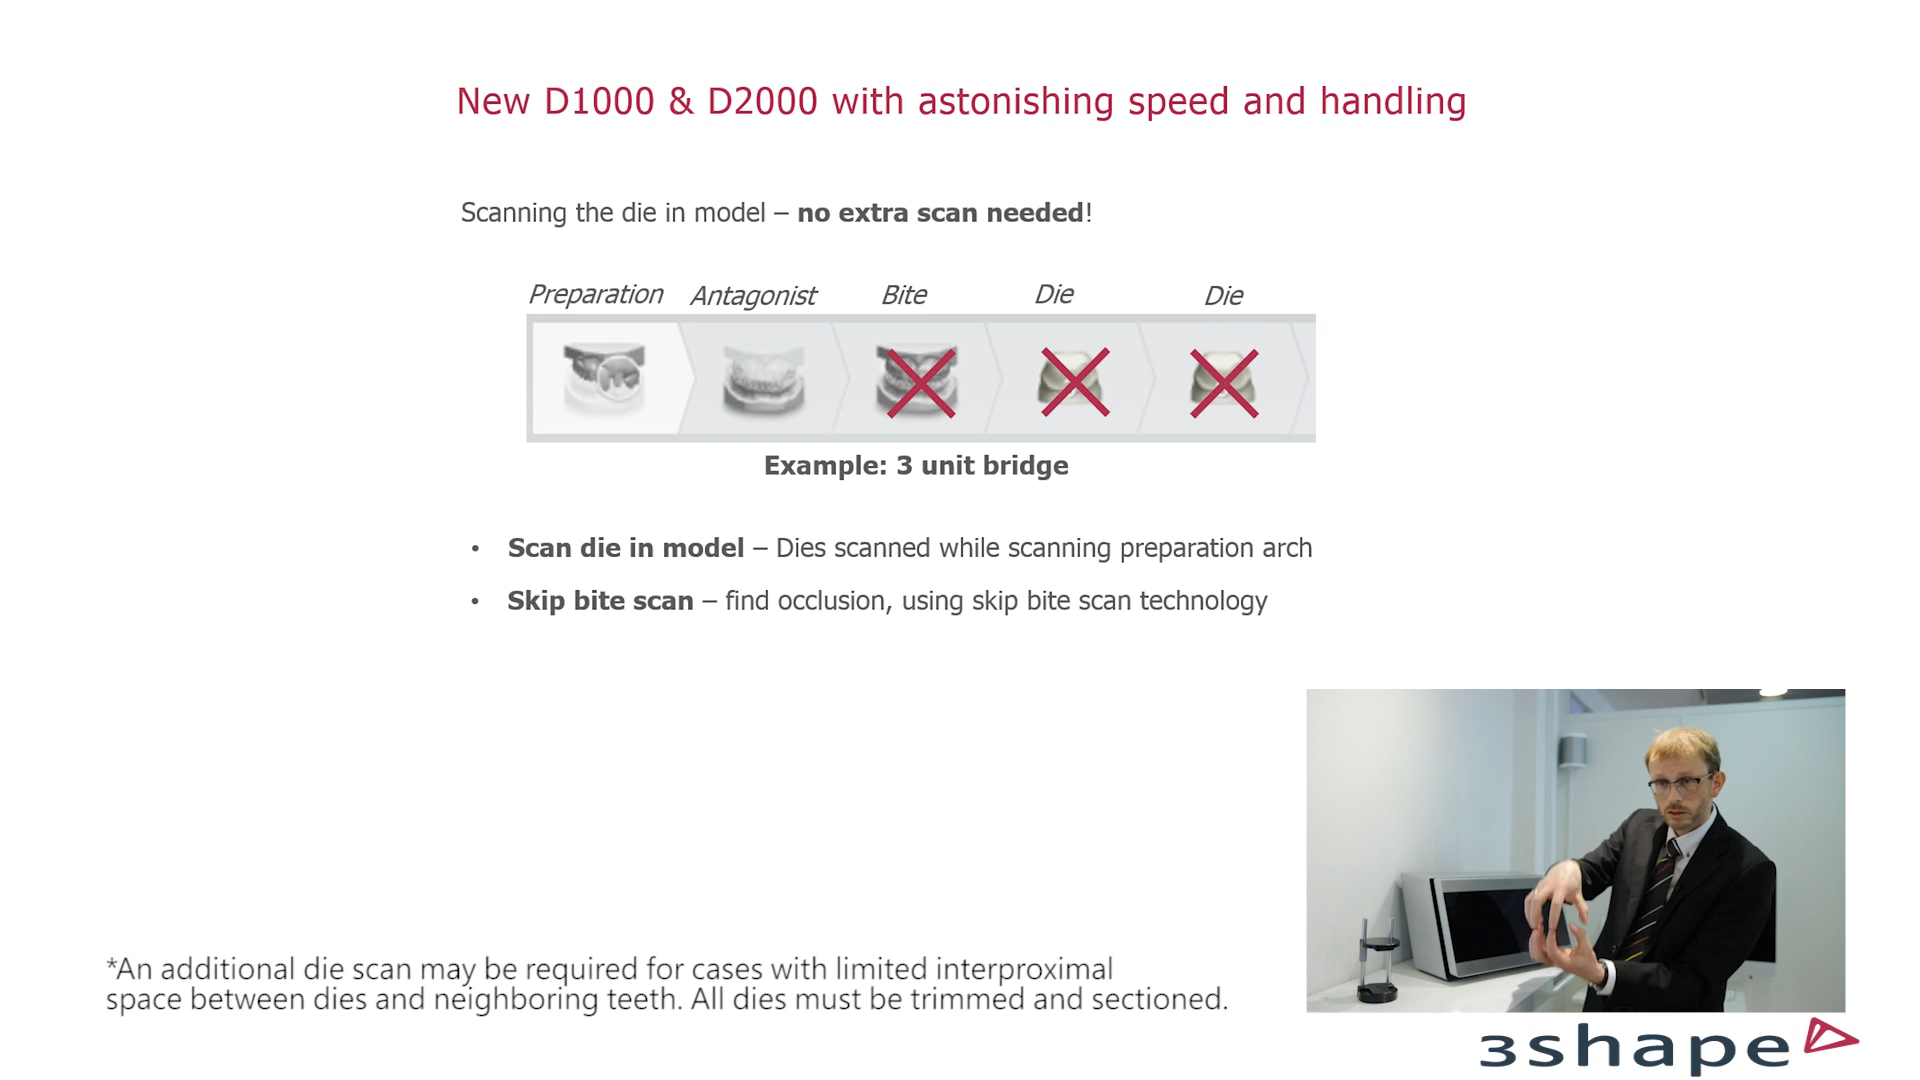 New D1000 & D2000 with astonishing speed and handling
Scanning the die in model – no extra scan needed!
Preparation Antagonist Bite Die Die
Example: 3 unit bridge
• Scan die in model – Dies scanned while scanning preparation arch
• Skip bite scan – find occlusion, using skip bite scan technology
*An additional die scan may be required for cases with limited interproximal
space between dies and neighboring teeth. All dies must be trimmed and sectioned.
3shape